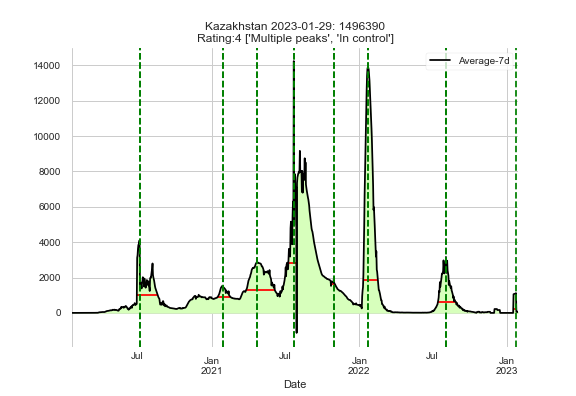 Kazakhstan 2023-01-29: 1496390
Rating:4 ['Multiple peaks', 'In control']
Average-7d
14000
12000
10000
8000
6000
4000
2000
0
Jul
Jan
2021
Jul
Jan
2022
Jul
Jan
2023
Date